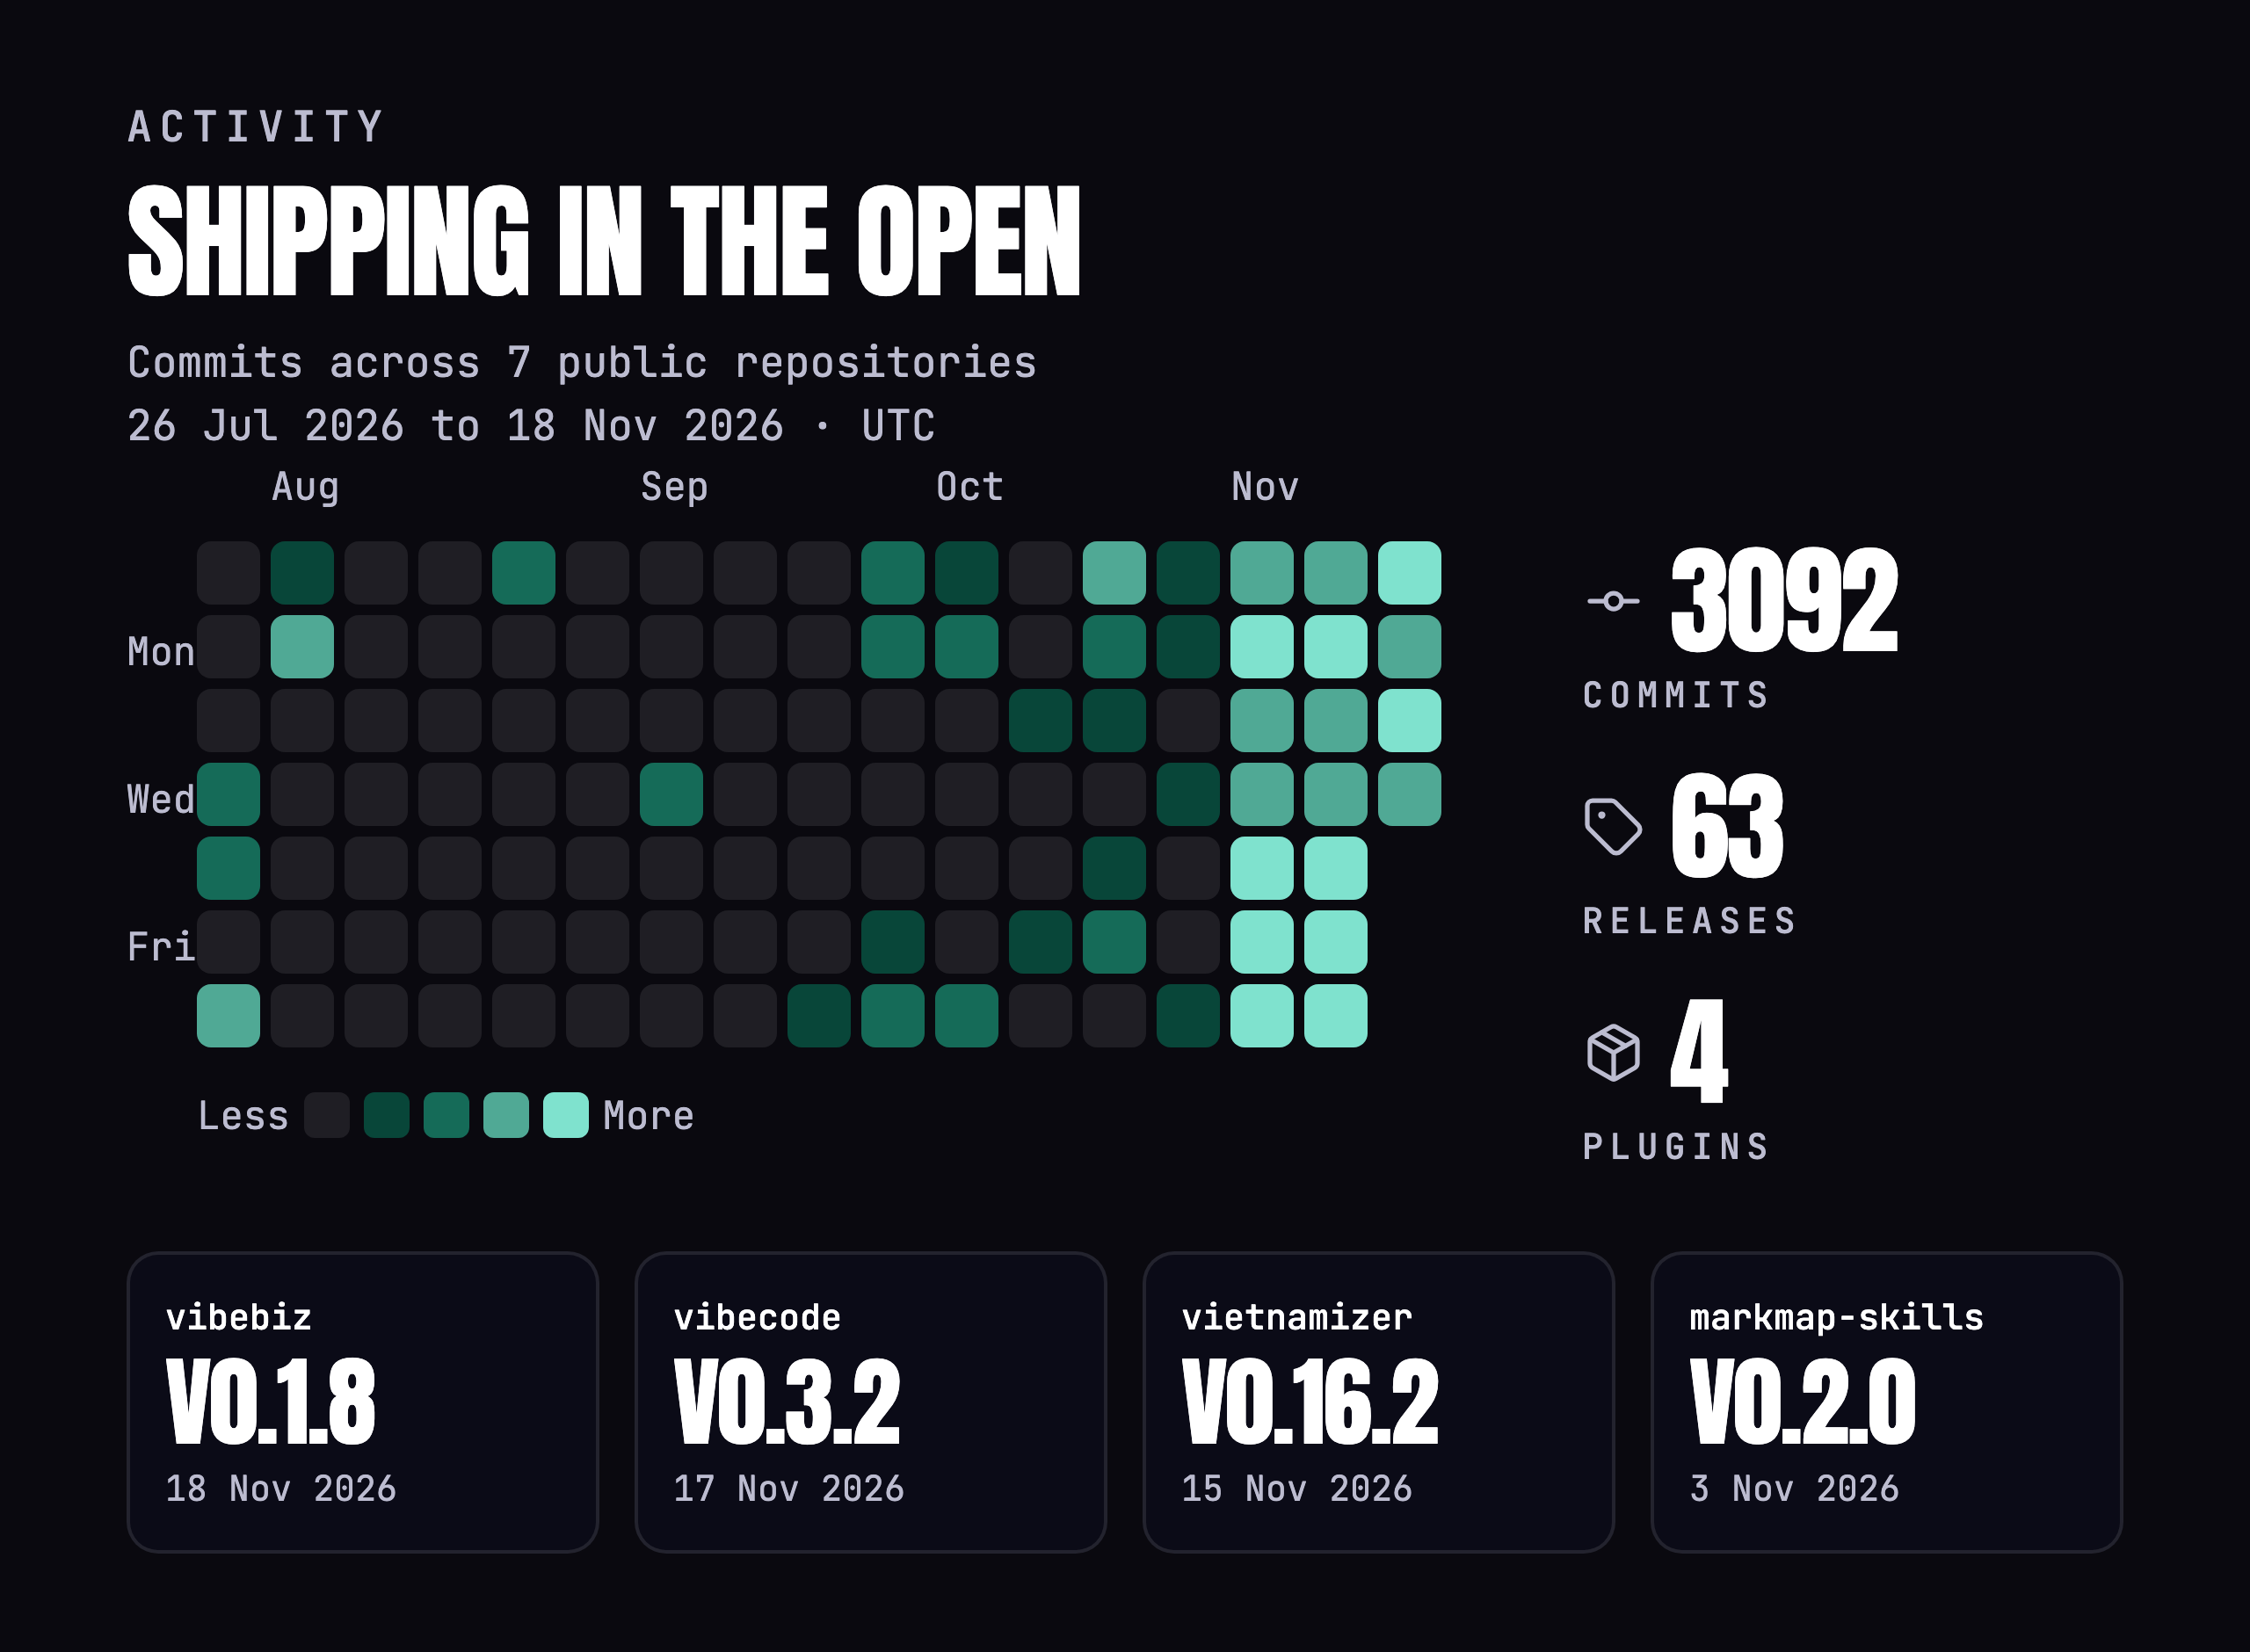 ACTIVITY
SHIPPING IN THE OPEN
Commits across 7 public repositories
26 Jul 2026 to 18 Nov 2026 · UTC
Aug Sep Oct Nov
Mon
Wed
Fri
Less More
3092
COMMITS
63
RELEASES
4
PLUGINS
vibebiz
V0.1.8
18 Nov 2026
vibecode
V0.3.2
17 Nov 2026
vietnamizer
V0.16.2
15 Nov 2026
markmap-skills
V0.2.0
3 Nov 2026